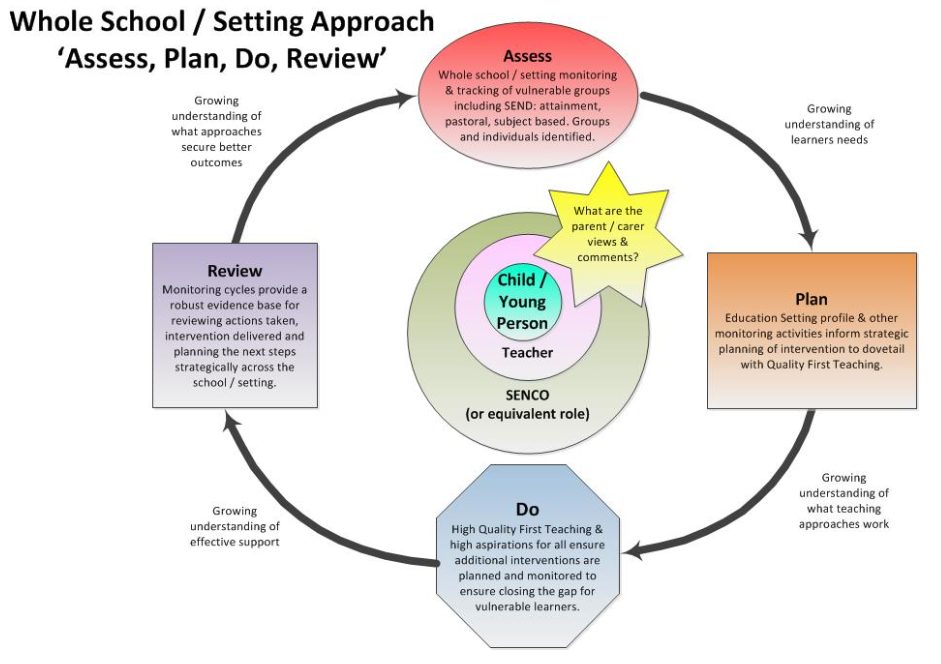 Whole School / Setting Approach
‘Assess, Plan, Do, Review’
Assess
Whole school / setting monitoring
& tracking of vulnerable groups
including SEND: attainment,
pastoral, subject based. Groups
and individuals identified.
Growing
understanding of
what approaches
secure better
outcomes
Growing
understanding of
learners needs
What are the
parent / carer
views &
comments?
Child /
Young
Person
Teacher
SENCO
(or equivalent role)
Review
Monitoring cycles provide a
robust evidence base for
reviewing actions taken,
intervention delivered and
planning the next steps
strategically across the
school / setting.
Plan
Education Setting profile & other
monitoring activities inform strategic
planning of intervention to dovetail
with Quality First Teaching.
Growing
understanding of
what teaching
approaches work
Do
High Quality First Teaching &
high aspirations for all ensure
additional interventions are
planned and monitored to
ensure closing the gap for
vulnerable learners.
Growing
understanding of
effective support